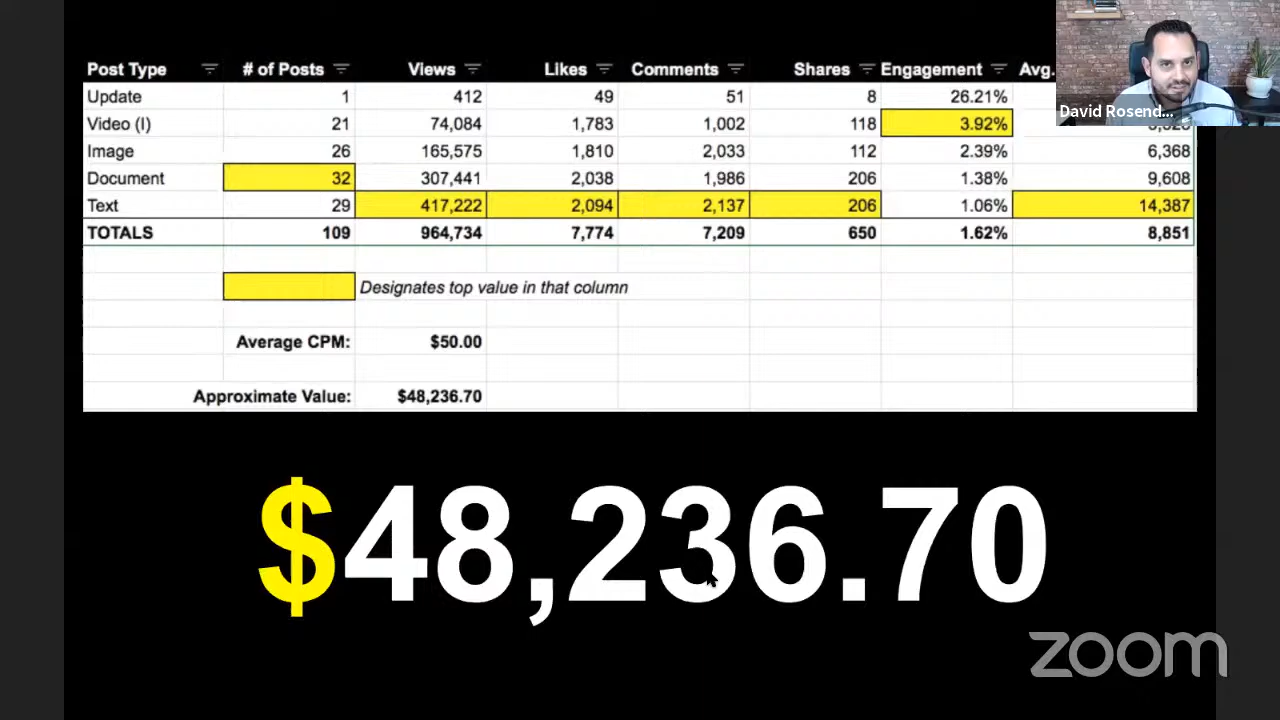 Post Type # of Posts Views Likes Comments Shares Engagement Avg.
Update 1 412 49 51 8 26.21%
Video (I) 21 74,084 1,783 1,002 118 3.92%
Image 26 165,575 1,810 2,033 112 2.39% 6,368
Document 32 307,441 2,038 1,986 206 1.38% 9,608
Text 29 417,222 2,094 2,137 206 1.06% 14,387
TOTALS 109 964,734 7,774 7,209 650 1.62% 8,851
Designates top value in that column
Average CPM: $50.00
Approximate Value: $48,236.70
$48,236.70
David Rosend...
zoom